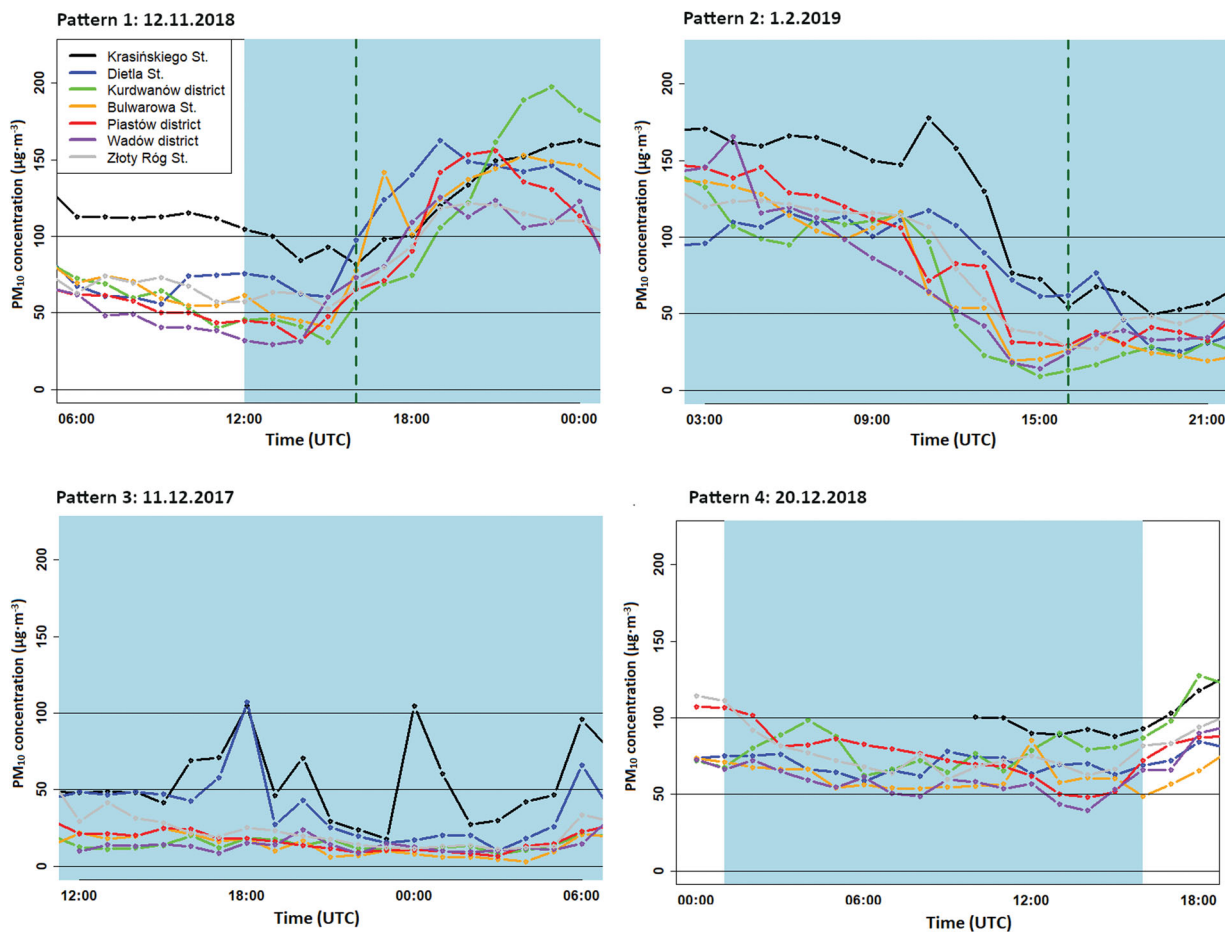 Pattern 1: 12.11.2018
PM₁₀ concentration (µg·m⁻³)
200
150
100
50
0
Krasińskiego St.
Dietla St.
Kurdwanów district
Bulwarowa St.
Piastów district
Wadów district
Złoty Róg St.
06:00 12:00 18:00 00:00
Time (UTC)
Pattern 2: 1.2.2019
PM₁₀ concentration (µg·m⁻³)
200
150
100
50
0
03:00 09:00 15:00 21:00
Time (UTC)
Pattern 3: 11.12.2017
PM₁₀ concentration (µg·m⁻³)
200
150
100
50
0
12:00 18:00 00:00 06:00
Time (UTC)
Pattern 4: 20.12.2018
PM₁₀ concentration (µg·m⁻³)
200
150
100
50
0
00:00 06:00 12:00 18:00
Time (UTC)